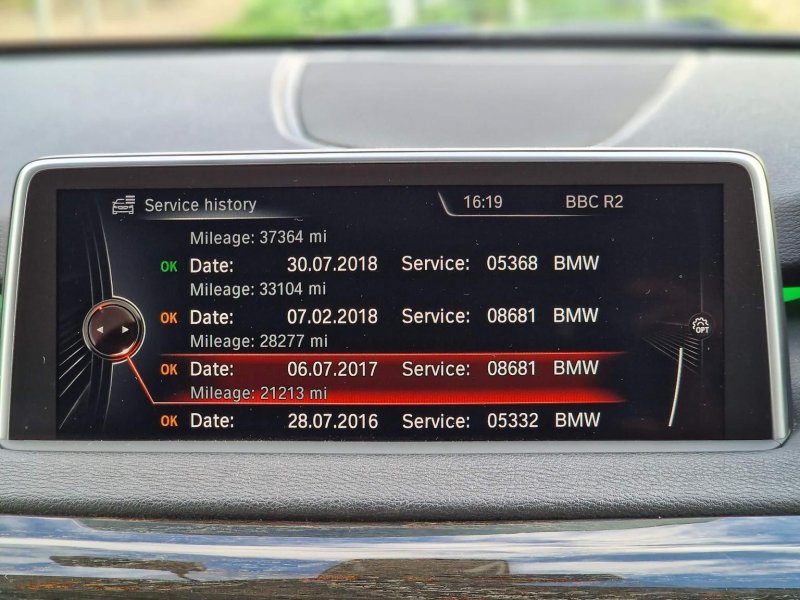 Service history 16:19 BBC R2
Mileage: 37364 mi
OK Date: 30.07.2018 Service: 05368 BMW
Mileage: 33104 mi
OK Date: 07.02.2018 Service: 08681 BMW
Mileage: 28277 mi
OK Date: 06.07.2017 Service: 08681 BMW
Mileage: 21213 mi
OK Date: 28.07.2016 Service: 05332 BMW
OPT